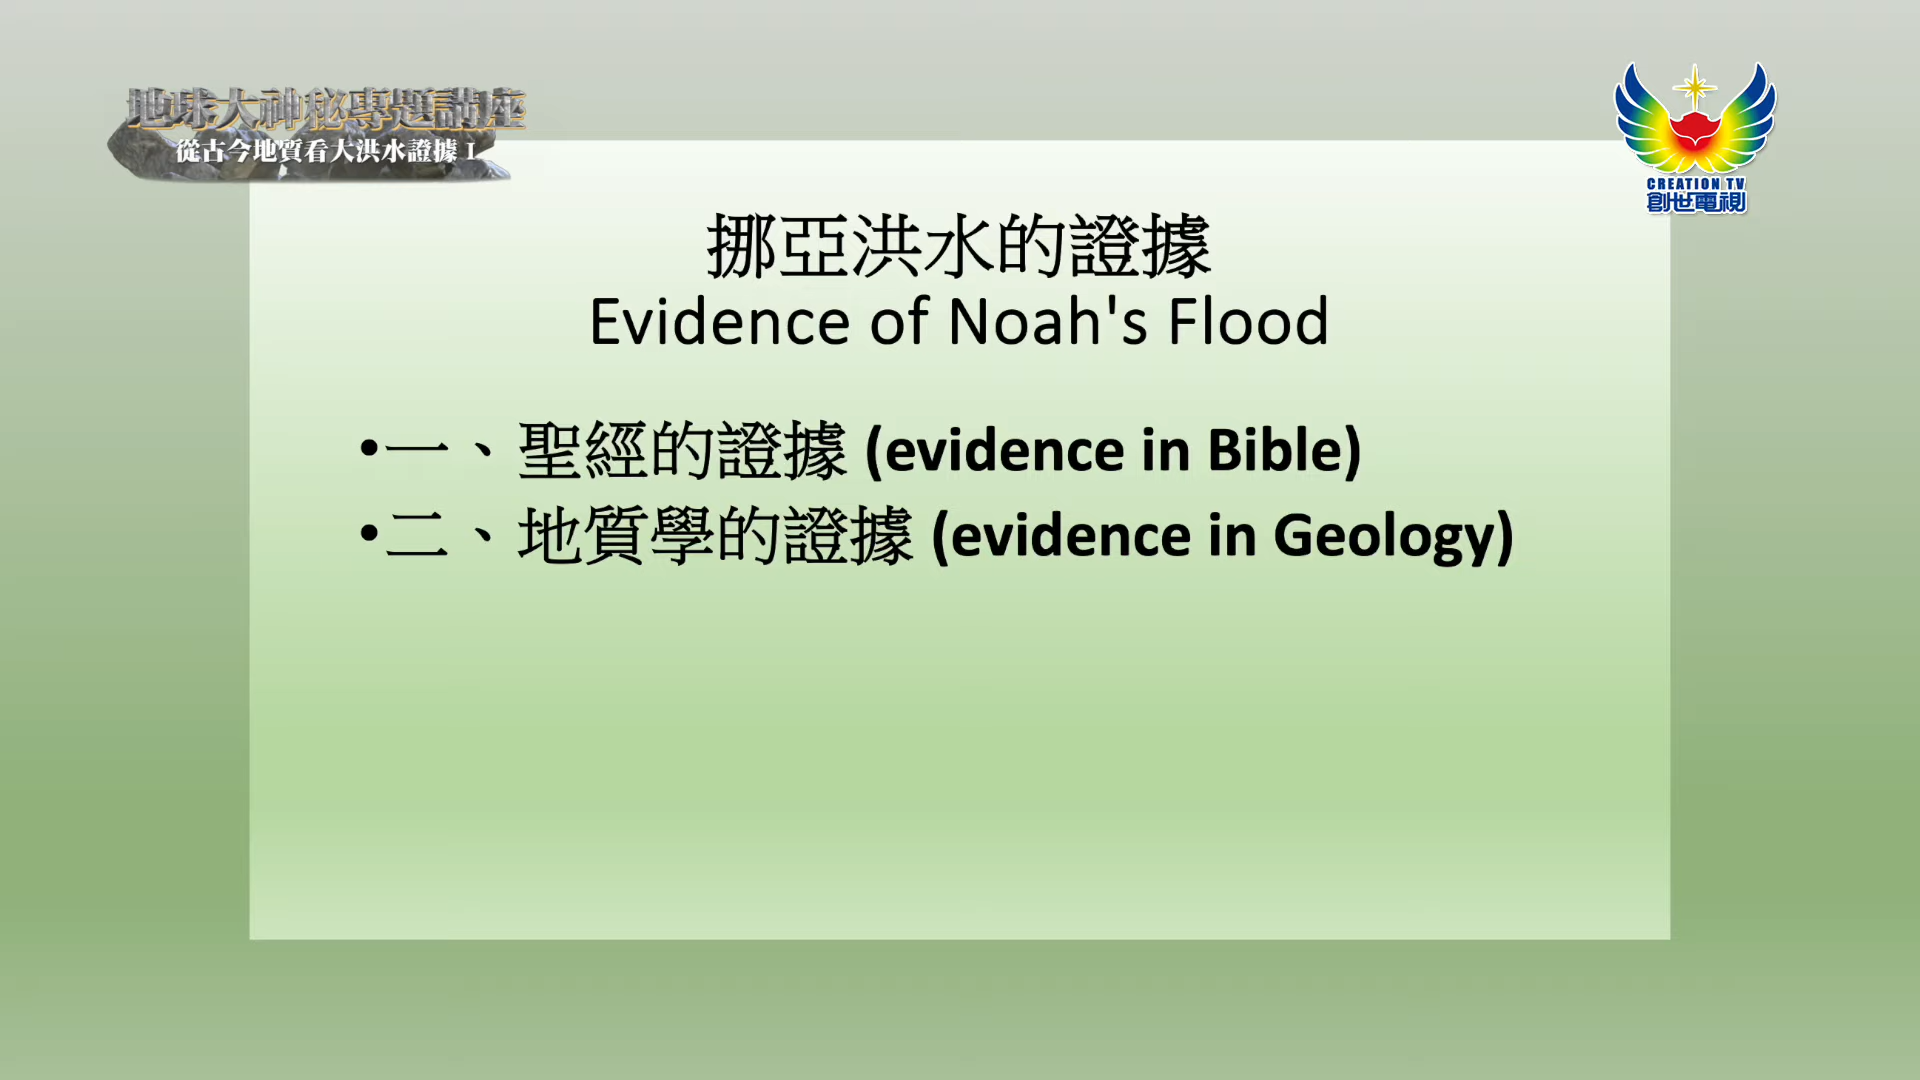 地球大神秘專題講座
從古今地質看大洪水證據 I
CREATION TV
創世電視
挪亞洪水的證據
Evidence of Noah's Flood
•一、聖經的證據 (evidence in Bible)
•二、地質學的證據 (evidence in Geology)